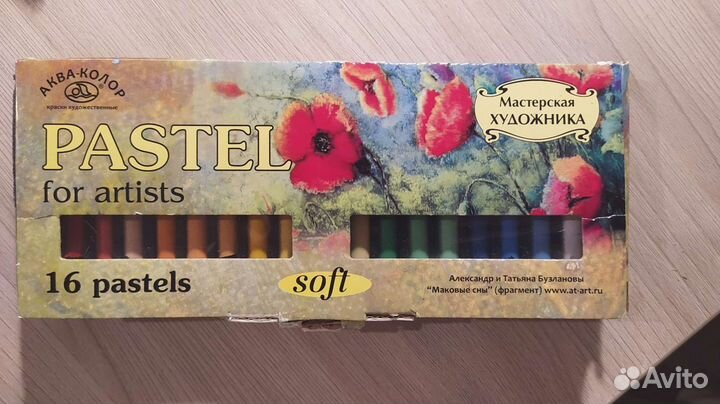 АКВА-КОЛОР
краски художественные
PASTEL
for artists
Мастерская
ХУДОЖНИКА
16 pastels
soft
Александр и Татьяна Бузлановы
"Маковые сны" (фрагмент) www.at-art.ru
Avito